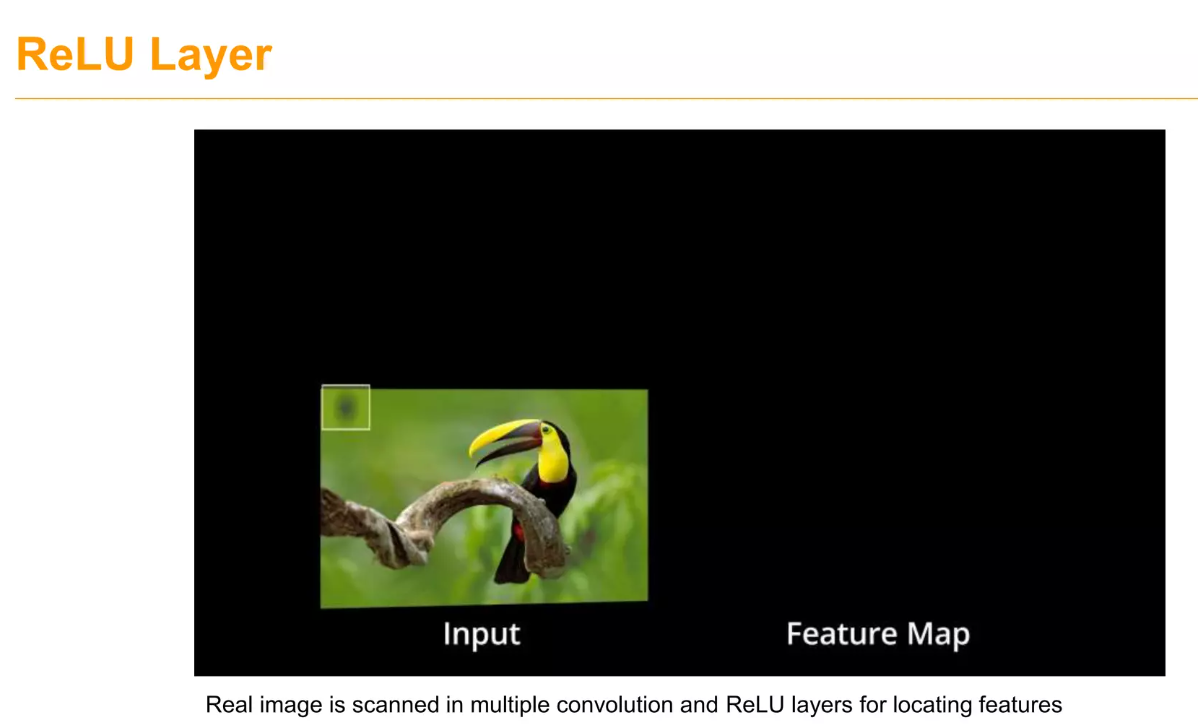 ReLU Layer
Input
Feature Map
Real image is scanned in multiple convolution and ReLU layers for locating features